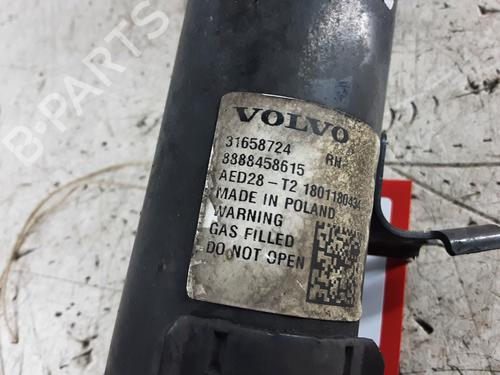 VOLVO
31658724 RH
8888458615
AED28-T2 1801180434
MADE IN POLAND
WARNING
GAS FILLED
DO NOT OPEN
B-PARTS